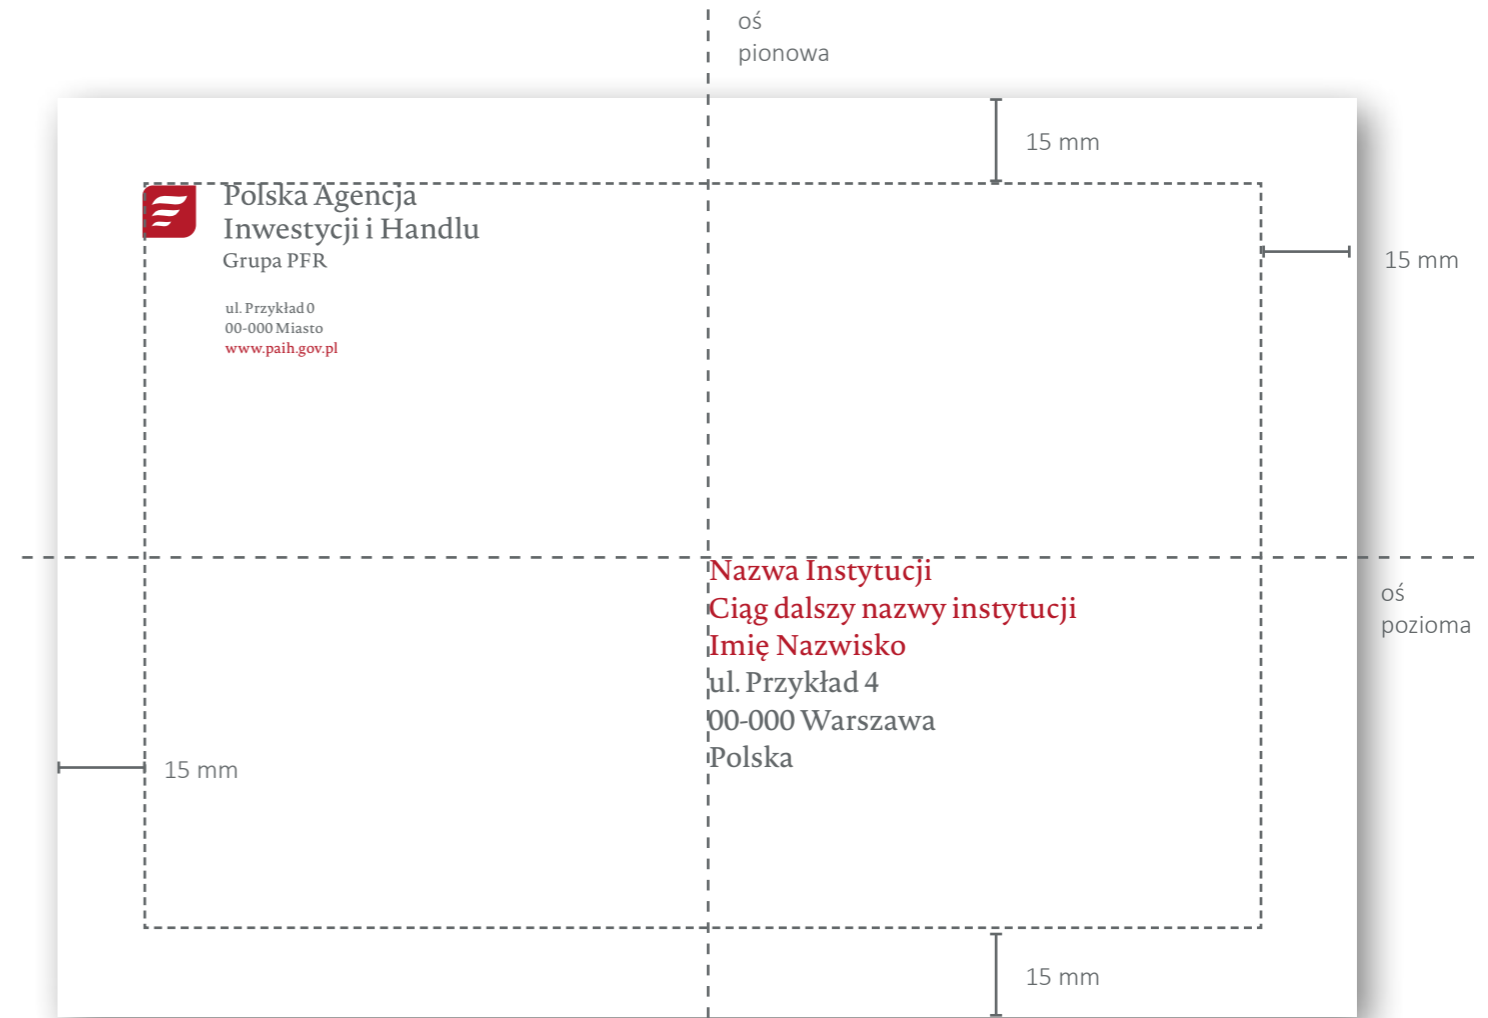 oś
pionowa
15 mm
Polska Agencja
Inwestycji i Handlu
Grupa PFR
15 mm
ul. Przykład 0
00-000 Miasto
www.paih.gov.pl
Nazwa Instytucji
Ciąg dalszy nazwy instytucji
Imię Nazwisko
ul. Przykład 4
00-000 Warszawa
Polska
oś
pozioma
15 mm
15 mm